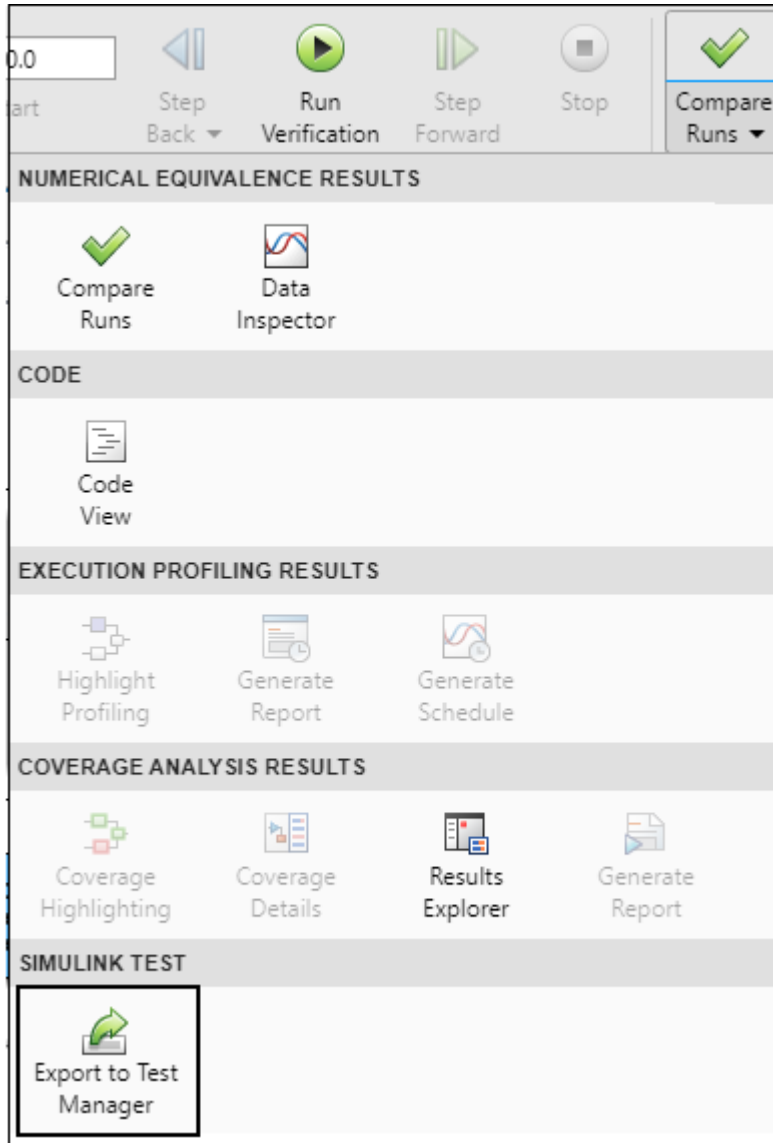 0.0
Step
Back
Run
Verification
Step
Forward
Stop
Compare
Runs
NUMERICAL EQUIVALENCE RESULTS
Compare
Runs
Data
Inspector
CODE
Code
View
EXECUTION PROFILING RESULTS
Highlight
Profiling
Generate
Report
Generate
Schedule
COVERAGE ANALYSIS RESULTS
Coverage
Highlighting
Coverage
Details
Results
Explorer
Generate
Report
SIMULINK TEST
Export to Test
Manager